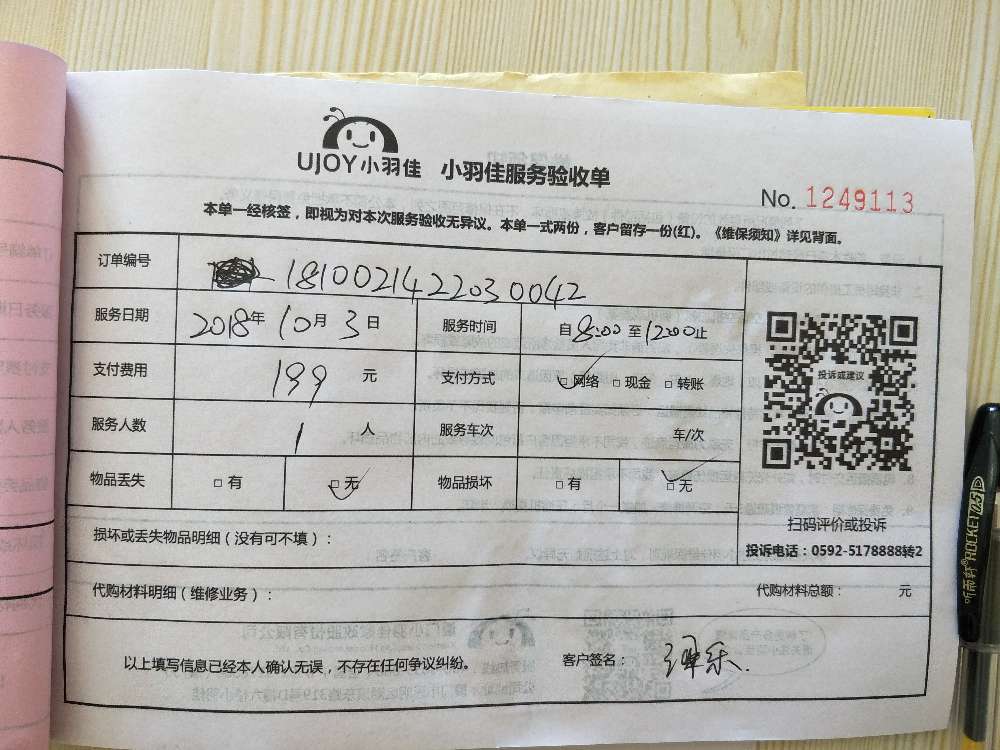 UJOY小羽佳 小羽佳服务验收单
No. 1249113
本单一经核签，即视为对本次服务验收无异议。本单一式两份，客户留存一份(红)。《维保须知》详见背面。
订单编号 1810021422030042
服务日期 2018年10月3日 服务时间 自8:00至12:00止
支付费用 199元 支付方式 网络 现金 转账
投诉或建议
服务人数 1人 服务车次 车/次
物品丢失 有 无 物品损坏 有 无
扫码评价或投诉
损坏或丢失物品明细（没有可不填）：
投诉电话：0592-5178888转2
代购材料明细（维修业务）： 代购材料总额： 元
以上填写信息已经本人确认无误，不存在任何争议纠纷。 客户签名：
听雨轩 ROCKET 0.5